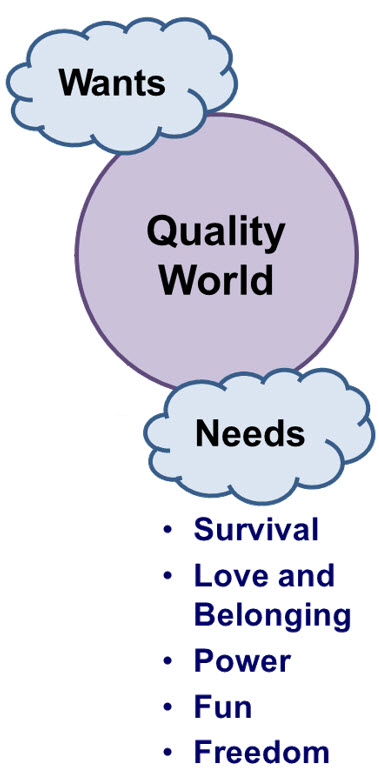 Wants
Quality
World
Needs
• Survival
• Love and
Belonging
• Power
• Fun
• Freedom